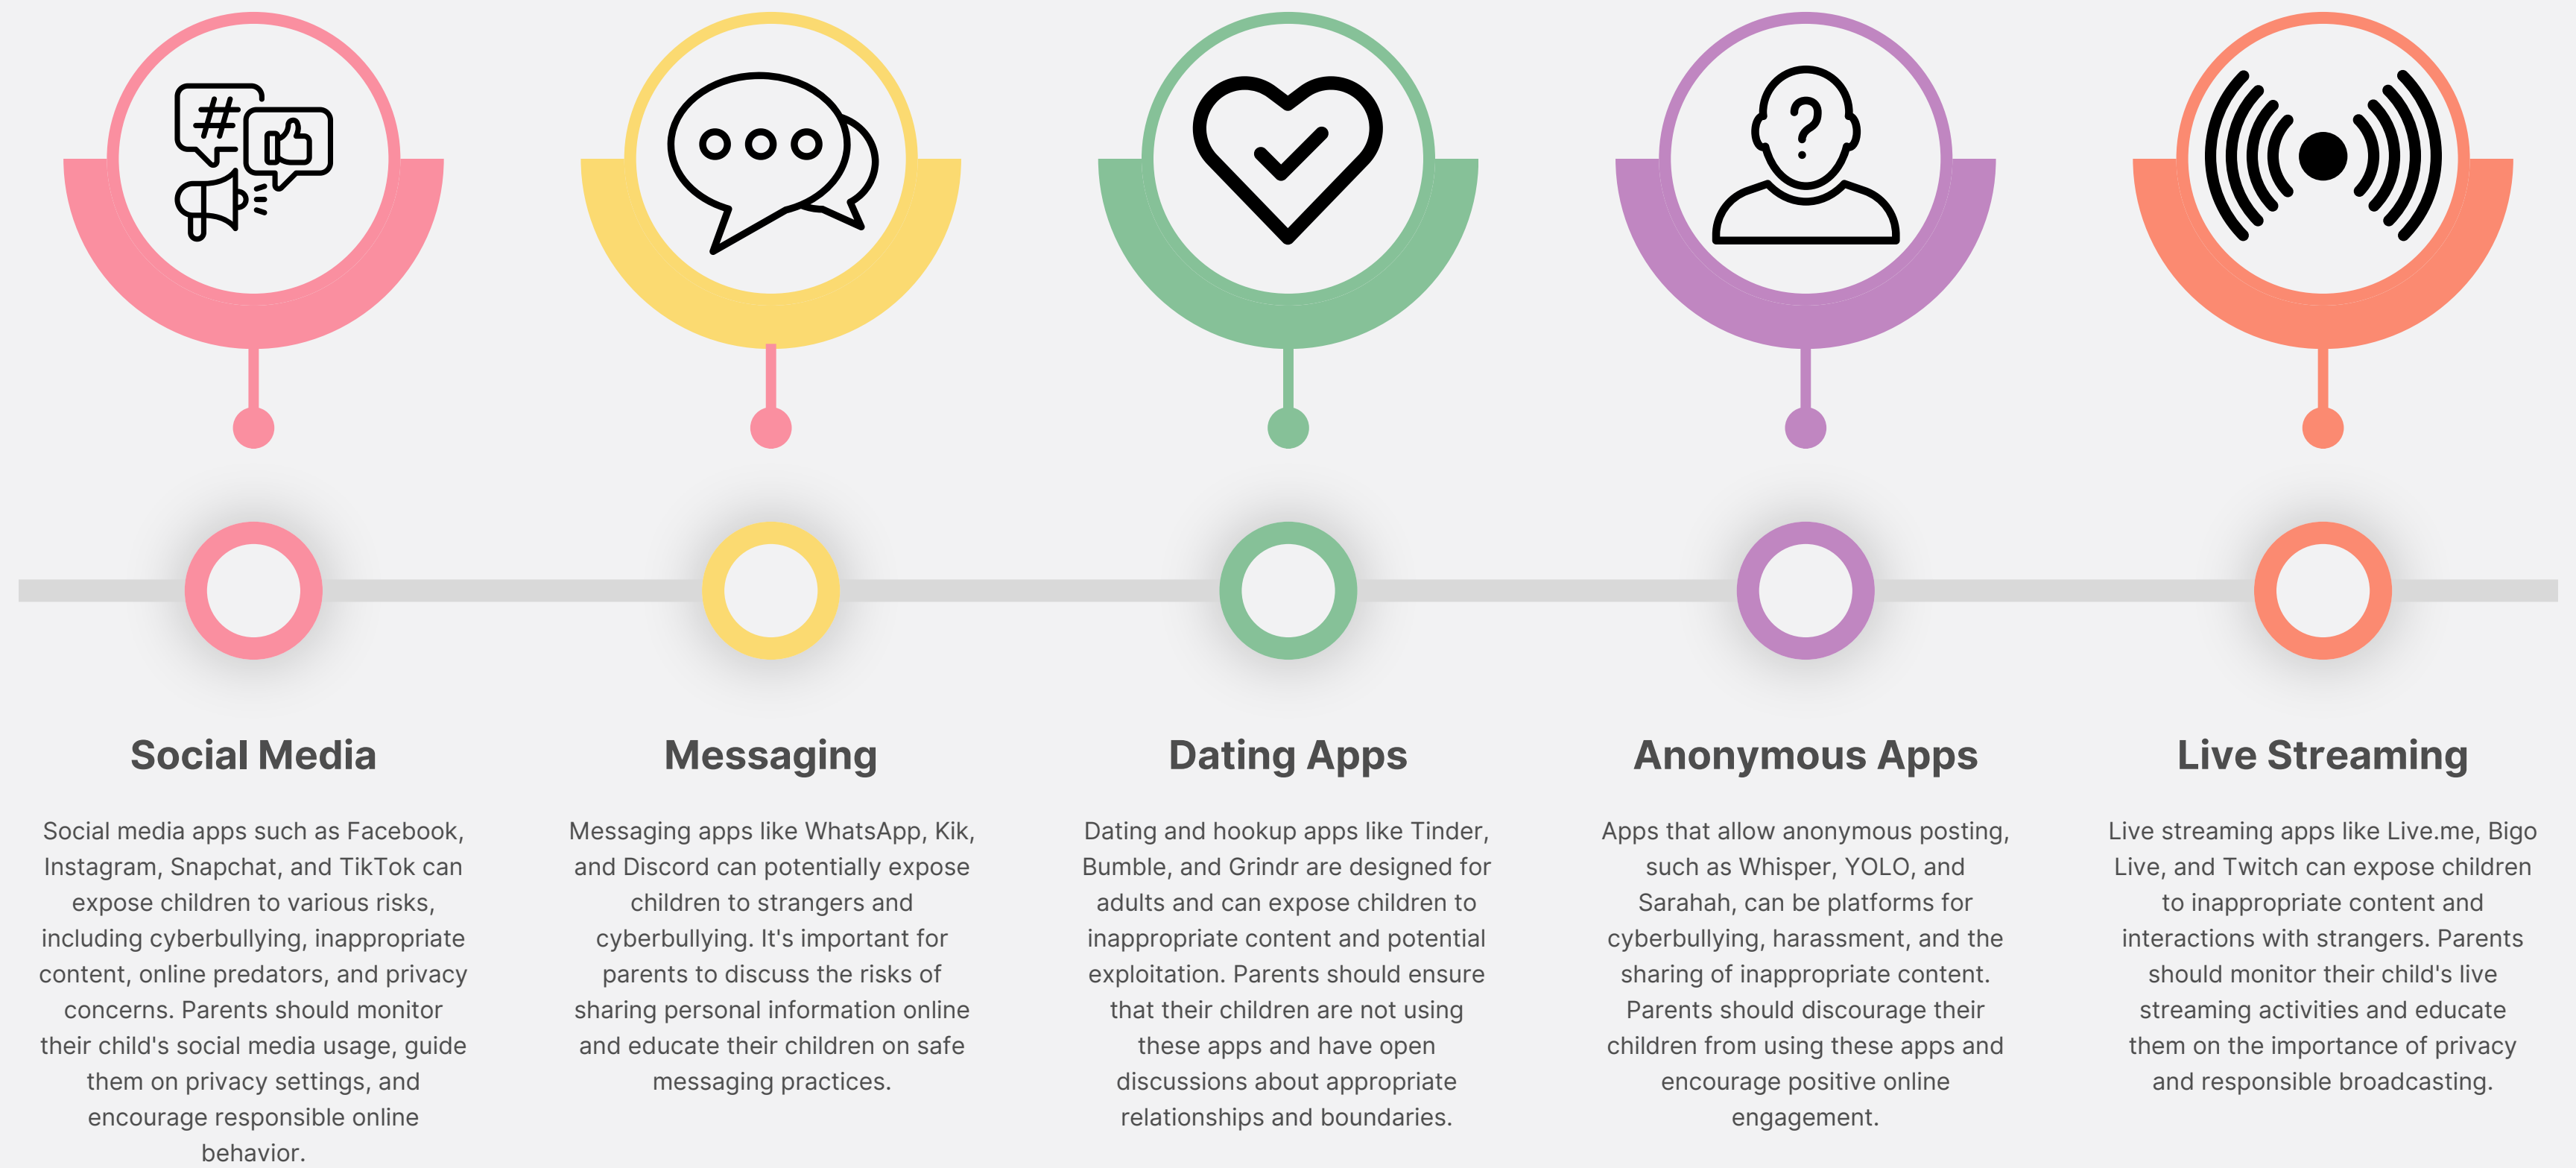 Social Media
Social media apps such as Facebook,
Instagram, Snapchat, and TikTok can
expose children to various risks,
including cyberbullying, inappropriate
content, online predators, and privacy
concerns. Parents should monitor
their child's social media usage, guide
them on privacy settings, and
encourage responsible online
behavior.
Messaging
Messaging apps like WhatsApp, Kik,
and Discord can potentially expose
children to strangers and
cyberbullying. It's important for
parents to discuss the risks of
sharing personal information online
and educate their children on safe
messaging practices.
Dating Apps
Dating and hookup apps like Tinder,
Bumble, and Grindr are designed for
adults and can expose children to
inappropriate content and potential
exploitation. Parents should ensure
that their children are not using
these apps and have open
discussions about appropriate
relationships and boundaries.
Anonymous Apps
Apps that allow anonymous posting,
such as Whisper, YOLO, and
Sarahah, can be platforms for
cyberbullying, harassment, and the
sharing of inappropriate content.
Parents should discourage their
children from using these apps and
encourage positive online
engagement.
Live Streaming
Live streaming apps like Live.me, Bigo
Live, and Twitch can expose children
to inappropriate content and
interactions with strangers. Parents
should monitor their child's live
streaming activities and educate
them on the importance of privacy
and responsible broadcasting.